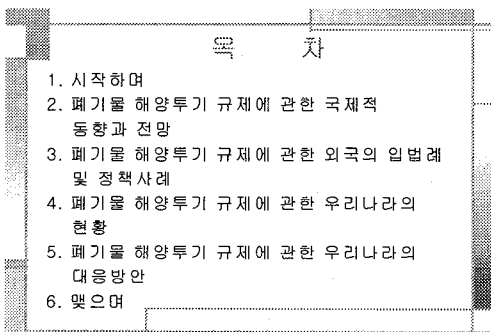 목 차
1. 시작하며
2. 폐기물 해양투기 규제에 관한 국제적
동향과 전망
3. 폐기물 해양투기 규제에 관한 외국의 입법례
및 정책사례
4. 폐기물 해양투기 규제에 관한 우리나라의
현황
5. 폐기물 해양투기 규제에 관한 우리나라의
대응방안
6. 맺으며